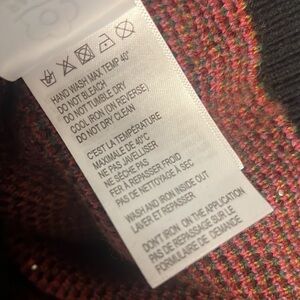 HAND WASH MAX TEMP 40°
DO NOT BLEACH
DO NOT TUMBLE DRY
COOL IRON (ON REVERSE)
DO NOT DRY CLEAN
C'EST LA TEMPÉRATURE
MAXIMALE DE 40°C
NE PAS JAVELLISER
NE SÈCHE PAS
FER À REPASSER FROID
PAS DE NETTOYAGE À SEC
WASH AND IRON INSIDE OUT
LAVER ET REPASSER
DON'T IRON ON THE APPLICATION
PAS DE REPASSAGE SUR LE
FORMULAIRE DE DEMANDE